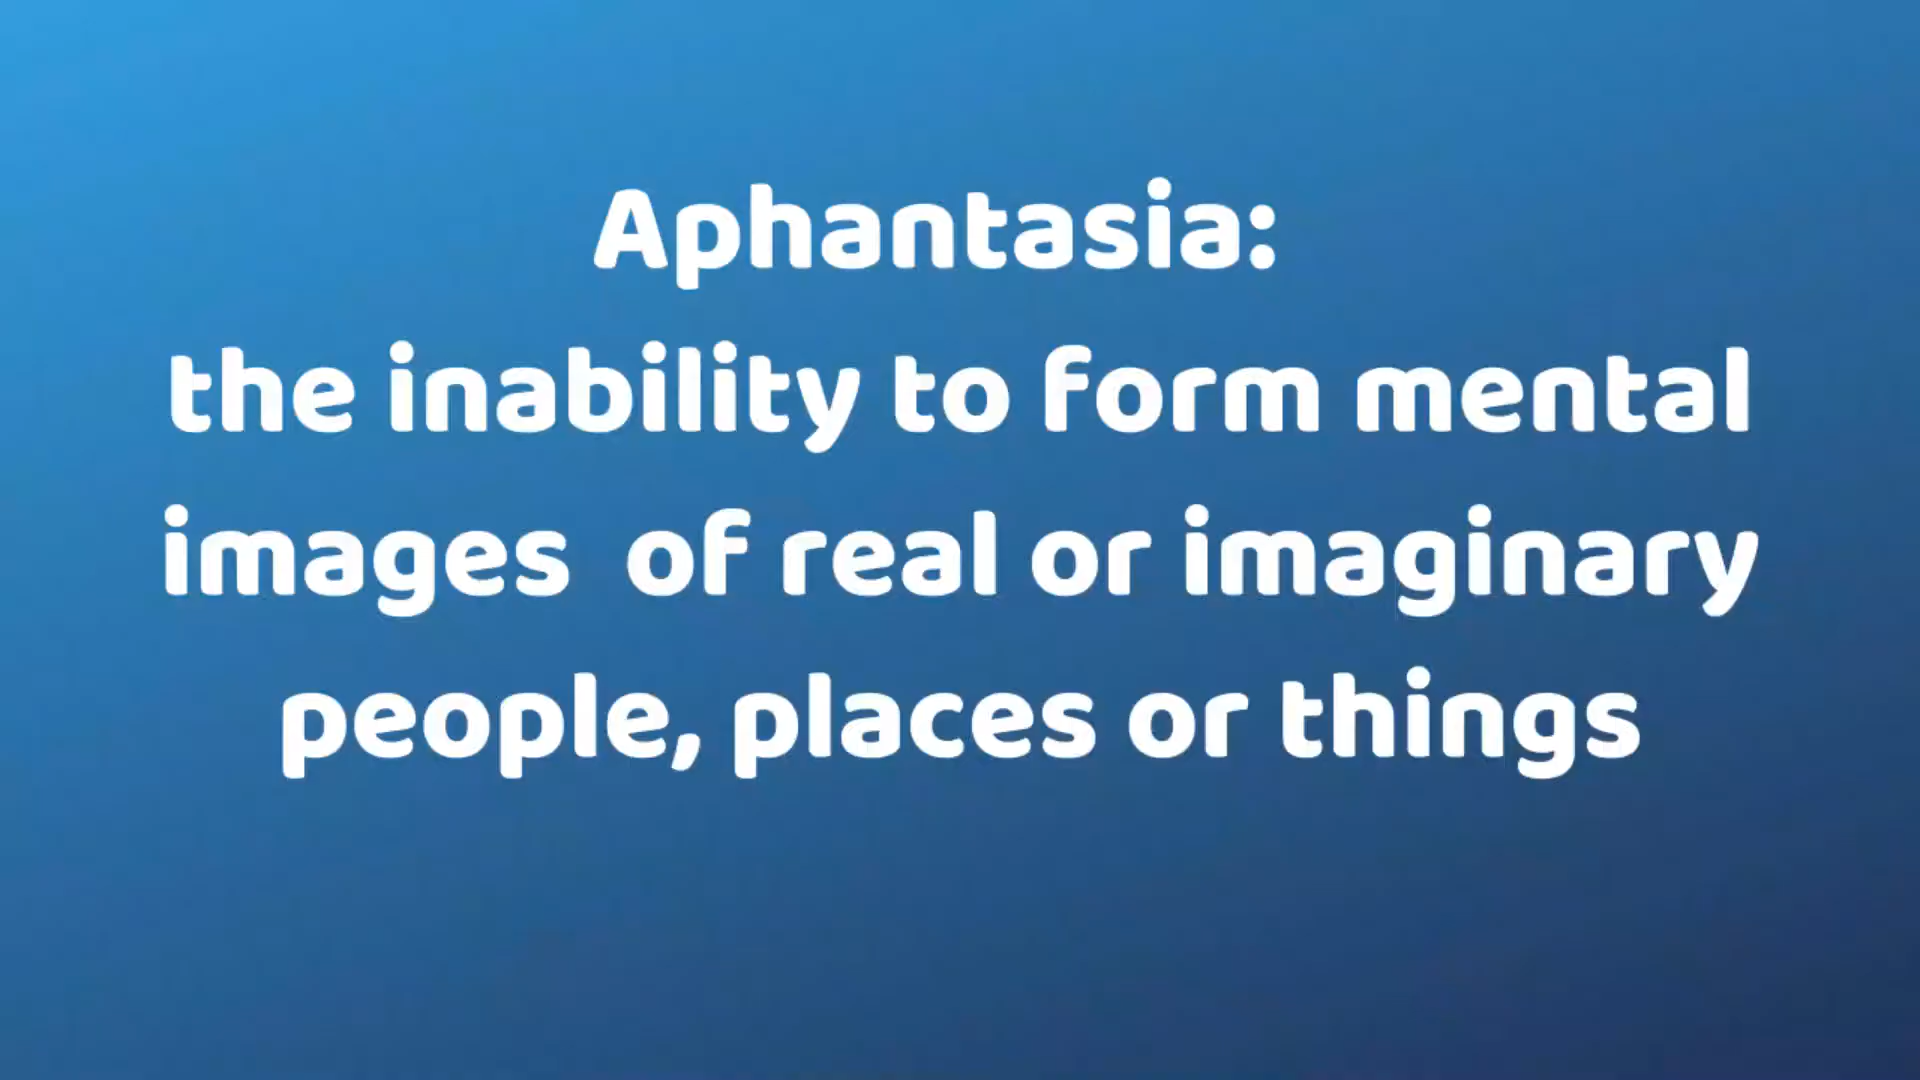 Aphantasia:
the inability to form mental
images  of real or imaginary
people, places or things